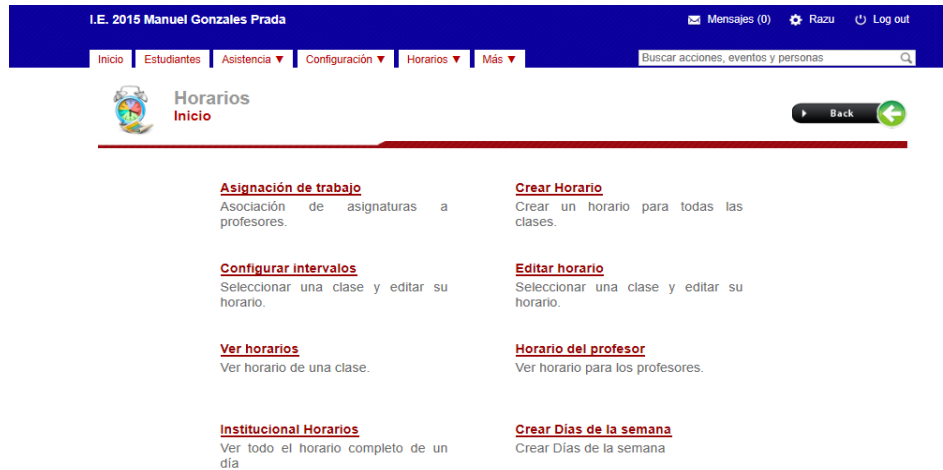 I.E. 2015 Manuel Gonzales Prada
Mensajes (0) Razu Log out
Inicio Estudiantes Asistencia ▼ Configuración ▼ Horarios ▼ Más ▼
Buscar acciones, eventos y personas
Horarios
Inicio
Back
Asignación de trabajo
Asociación de asignaturas a
profesores.
Crear Horario
Crear un horario para todas las
clases.
Configurar intervalos
Seleccionar una clase y editar su
horario.
Editar horario
Seleccionar una clase y editar su
horario.
Ver horarios
Ver horario de una clase.
Horario del profesor
Ver horario para los profesores.
Institucional Horarios
Ver todo el horario completo de un
día
Crear Días de la semana
Crear Días de la semana